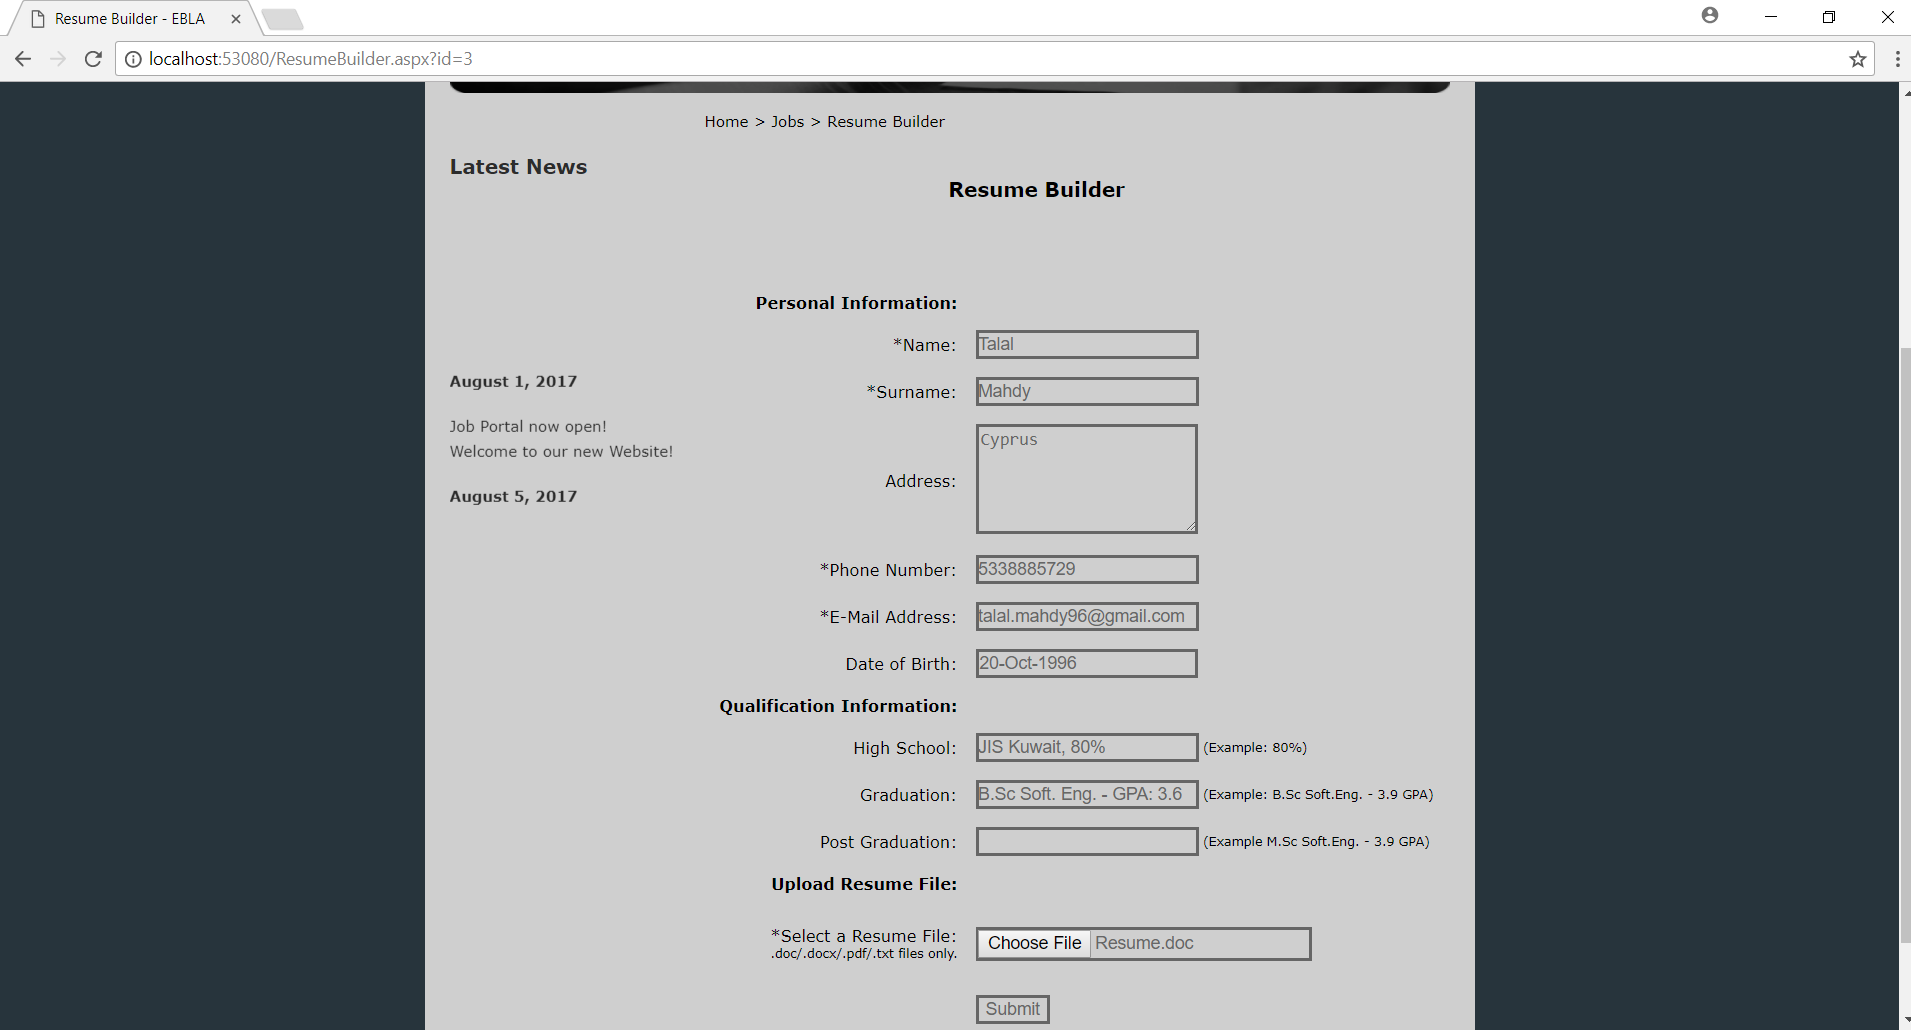 Resume Builder - EBLA
localhost:53080/ResumeBuilder.aspx?id=3
Home > Jobs > Resume Builder
Latest News
August 1, 2017
Job Portal now open!
Welcome to our new Website!
August 5, 2017
Resume Builder
Personal Information:
*Name: Talal
*Surname: Mahdy
Address: Cyprus
*Phone Number: 5338885729
*E-Mail Address: talal.mahdy96@gmail.com
Date of Birth: 20-Oct-1996
Qualification Information:
High School: JIS Kuwait, 80% (Example: 80%)
Graduation: B.Sc Soft. Eng. - GPA: 3.6 (Example: B.Sc Soft.Eng. - 3.9 GPA)
Post Graduation: (Example M.Sc Soft.Eng. - 3.9 GPA)
Upload Resume File:
*Select a Resume File: Choose File Resume.doc
.doc/.docx/.pdf/.txt files only.
Submit